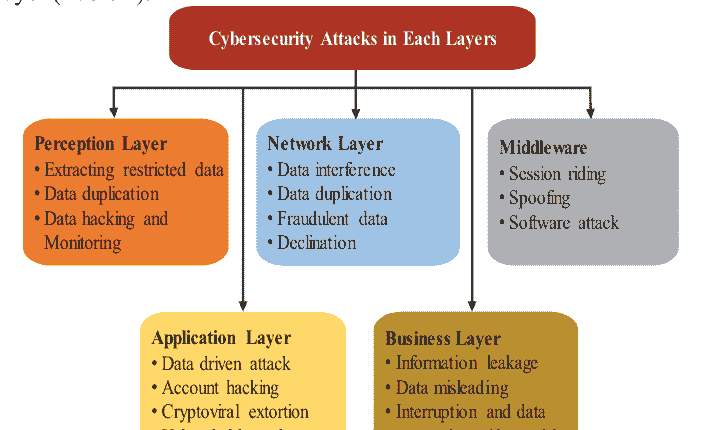 Cybersecurity Attacks in Each Layers
Perception Layer
• Extracting restricted data
• Data duplication
• Data hacking and
Monitoring
Network Layer
• Data interference
• Data duplication
• Fraudulent data
• Declination
Middleware
• Session riding
• Spoofing
• Software attack
Application Layer
• Data driven attack
• Account hacking
• Cryptoviral extortion
Business Layer
• Information leakage
• Data misleading
• Interruption and data